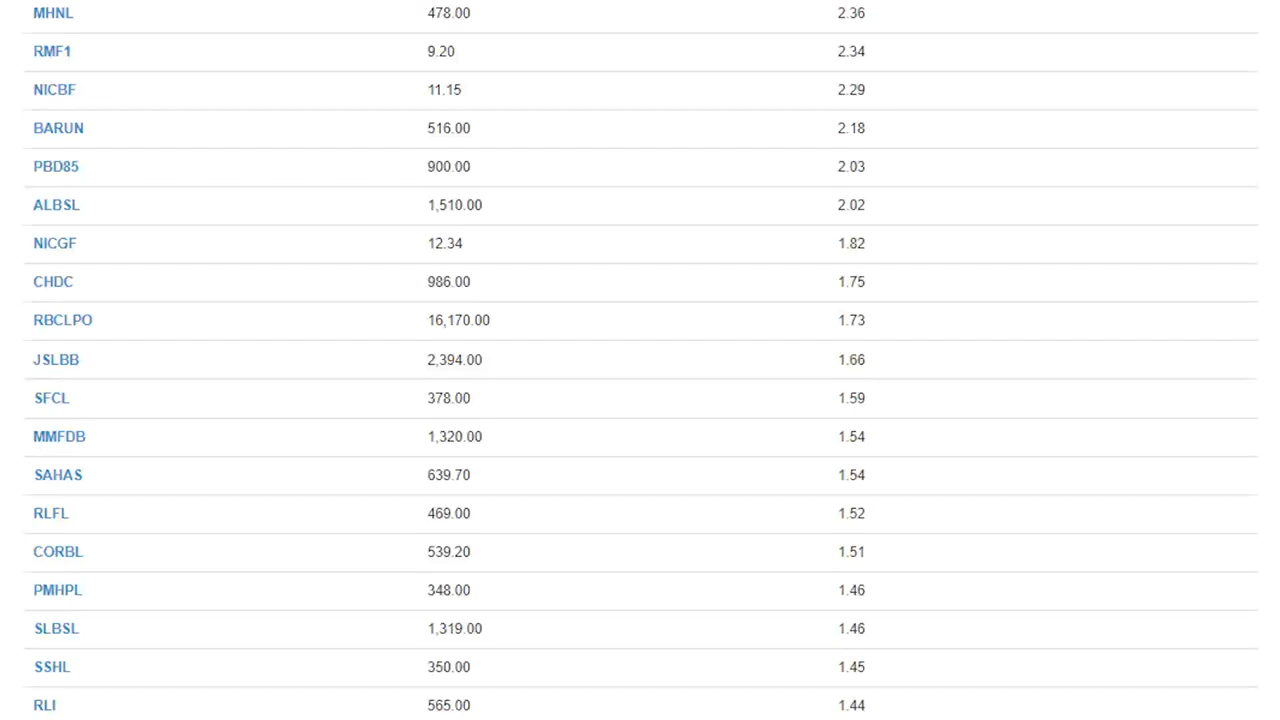 MHNL 478.00 2.36
RMF1 9.20 2.34
NICBF 11.15 2.29
BARUN 516.00 2.18
PBD85 900.00 2.03
ALBSL 1,510.00 2.02
NICGF 12.34 1.82
CHDC 986.00 1.75
RBCLPO 16,170.00 1.73
JSLBB 2,394.00 1.66
SFCL 378.00 1.59
MMFDB 1,320.00 1.54
SAHAS 639.70 1.54
RLFL 469.00 1.52
CORBL 539.20 1.51
PMHPL 348.00 1.46
SLBSL 1,319.00 1.46
SSHL 350.00 1.45
RLI 565.00 1.44